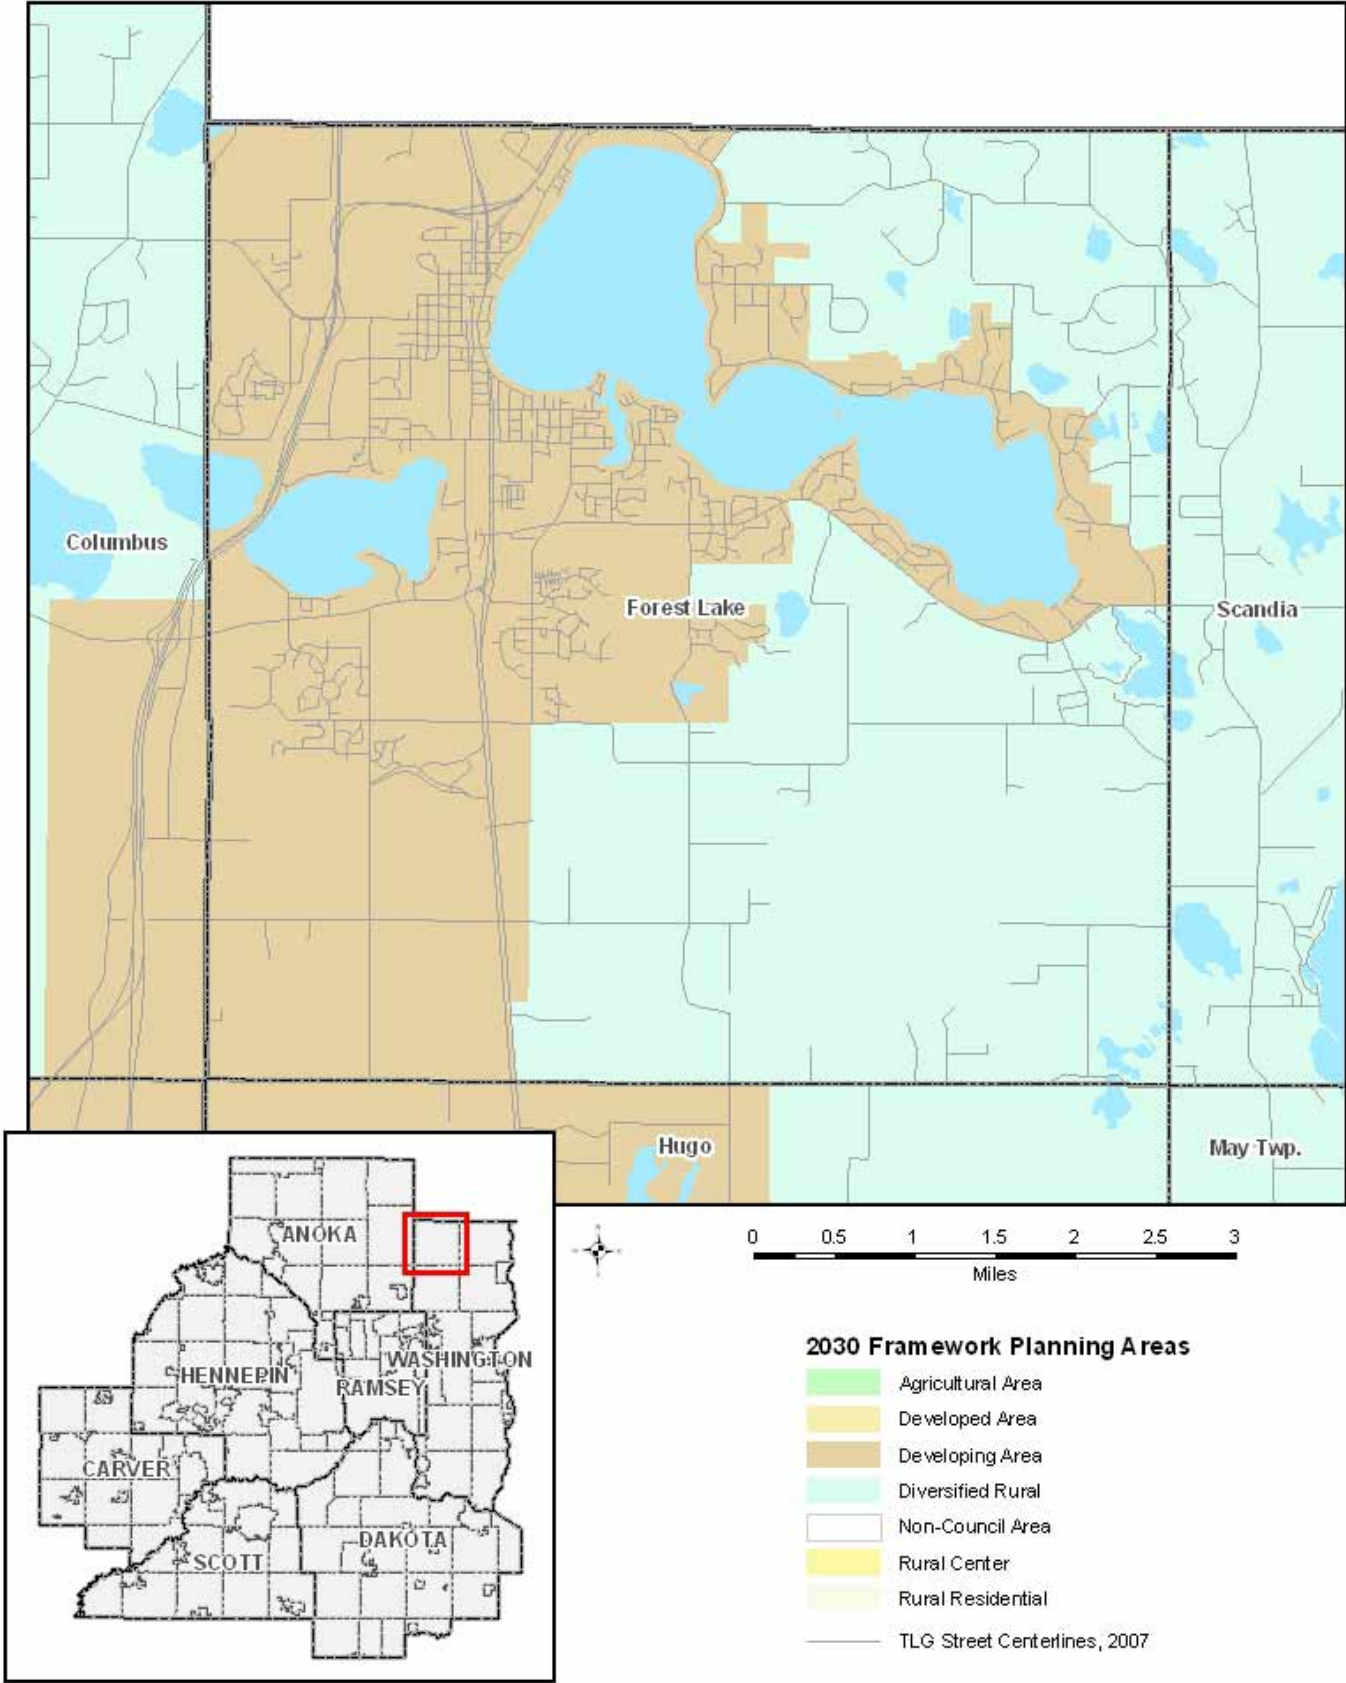 Columbus
Forest Lake
Scandia
Hugo
May Twp.
ANOKA
HENNEPIN
WASHINGTON
RAMSEY
CARVER
SCOTT
DAKOTA
0 0.5 1 1.5 2 2.5 3
Miles
2030 Framework Planning Areas
Agricultural Area
Developed Area
Developing Area
Diversified Rural
Non-Council Area
Rural Center
Rural Residential
TLG Street Centerlines, 2007